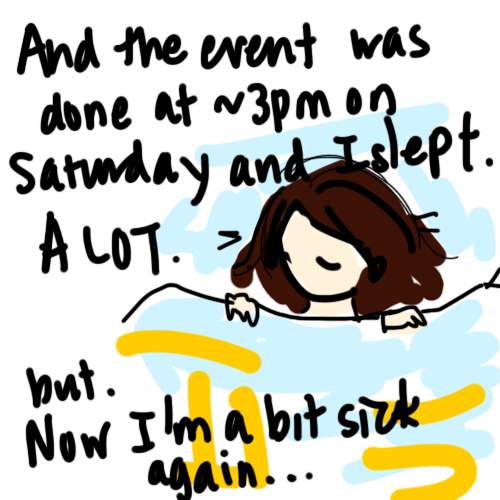 And the event was
done at ~3pm on
Saturday and I slept.
A LOT.
but.
Now I'm a bit sick
again...